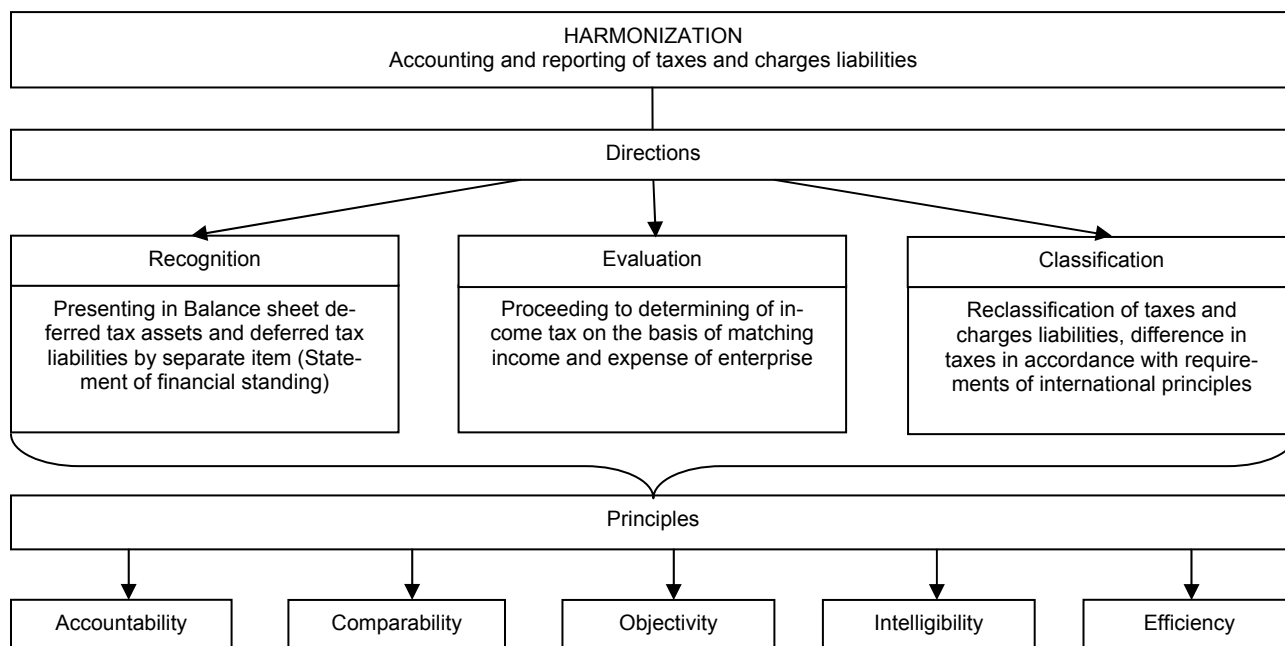 HARMONIZATION
Accounting and reporting of taxes and charges liabilities
Directions
Recognition
Presenting in Balance sheet de-
ferred tax assets and deferred tax
liabilities by separate item (State-
ment of financial standing)
Evaluation
Proceeding to determining of in-
come tax on the basis of matching
income and expense of enterprise
Classification
Reclassification of taxes and
charges liabilities, difference in
taxes in accordance with require-
ments of international principles
Principles
Accountability
Comparability
Objectivity
Intelligibility
Efficiency